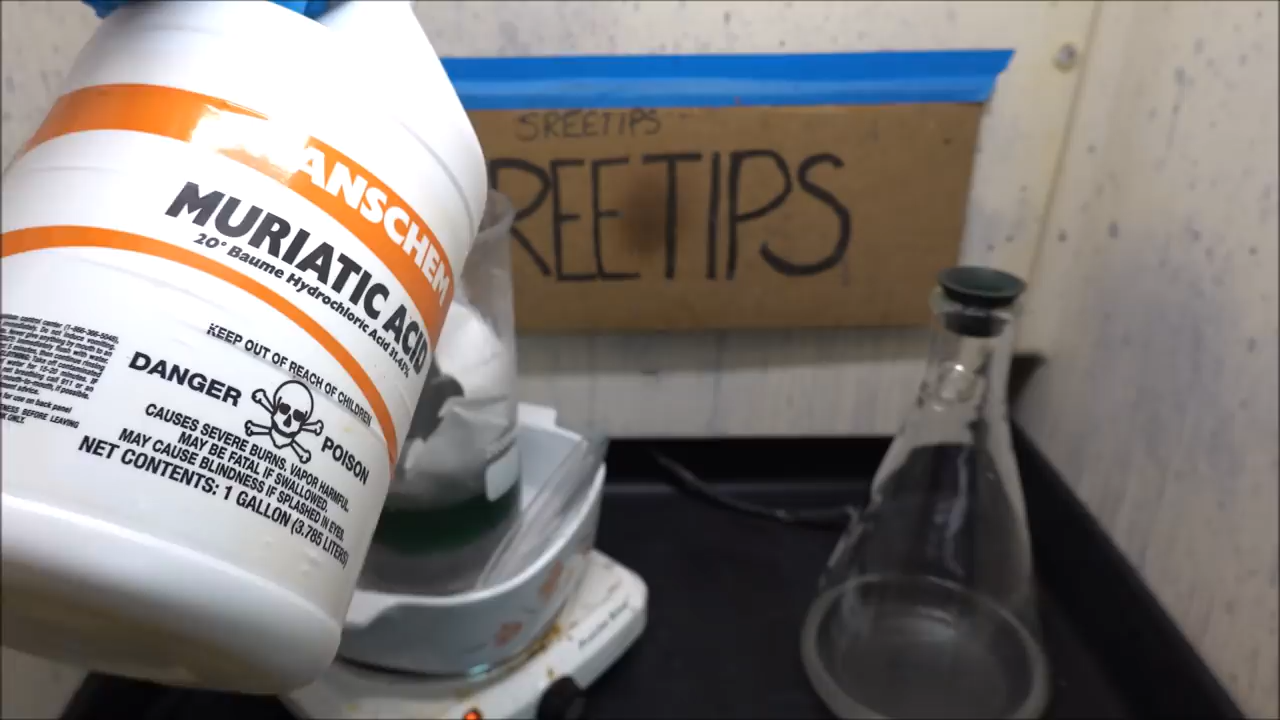 ANSCHEM
MURIATIC ACID
20° Baume Hydrochloric Acid 31.45%
KEEP OUT OF REACH OF CHILDREN
DANGER
POISON
CAUSES SEVERE BURNS. VAPOR HARMFUL.
MAY BE FATAL IF SWALLOWED.
MAY CAUSE BLINDNESS IF SPLASHED IN EYES.
NET CONTENTS: 1 GALLON (3.785 LITERS)
SREETIPS
REETIPS